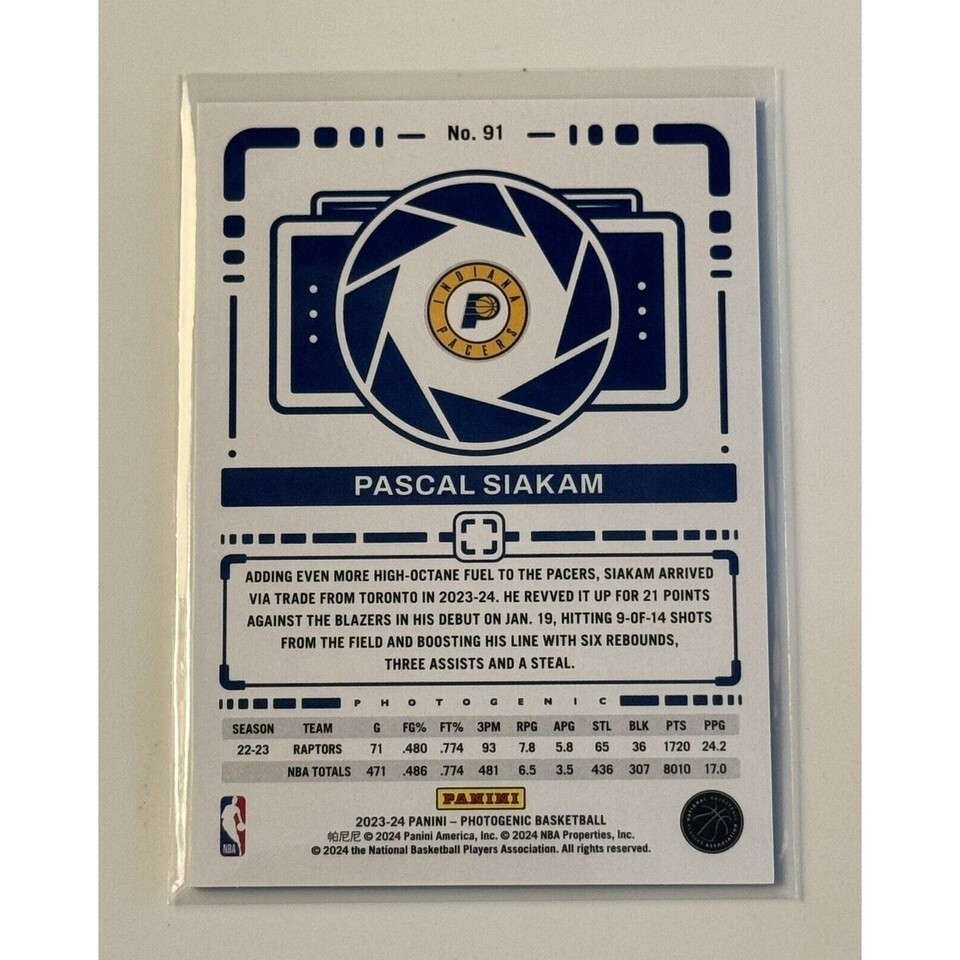 No. 91
INDIANA
PACERS
PASCAL SIAKAM
ADDING EVEN MORE HIGH-OCTANE FUEL TO THE PACERS, SIAKAM ARRIVED
VIA TRADE FROM TORONTO IN 2023-24. HE REVVED IT UP FOR 21 POINTS
AGAINST THE BLAZERS IN HIS DEBUT ON JAN. 19, HITTING 9-OF-14 SHOTS
FROM THE FIELD AND BOOSTING HIS LINE WITH SIX REBOUNDS,
THREE ASSISTS AND A STEAL.
PHOTOGENIC
SEASON TEAM G FG% FT% 3PM RPG APG STL BLK PTS PPG
22-23 RAPTORS 71 .480 .774 93 7.8 5.8 65 36 1720 24.2
NBA TOTALS 471 .486 .774 481 6.5 3.5 436 307 8010 17.0
PANINI
2023-24 PANINI – PHOTOGENIC BASKETBALL
帕尼尼 © 2024 Panini America, Inc. © 2024 NBA Properties, Inc.
© 2024 the National Basketball Players Association. All rights reserved.
NBA
NATIONAL BASKETBALL
PLAYERS ASSOCIATION